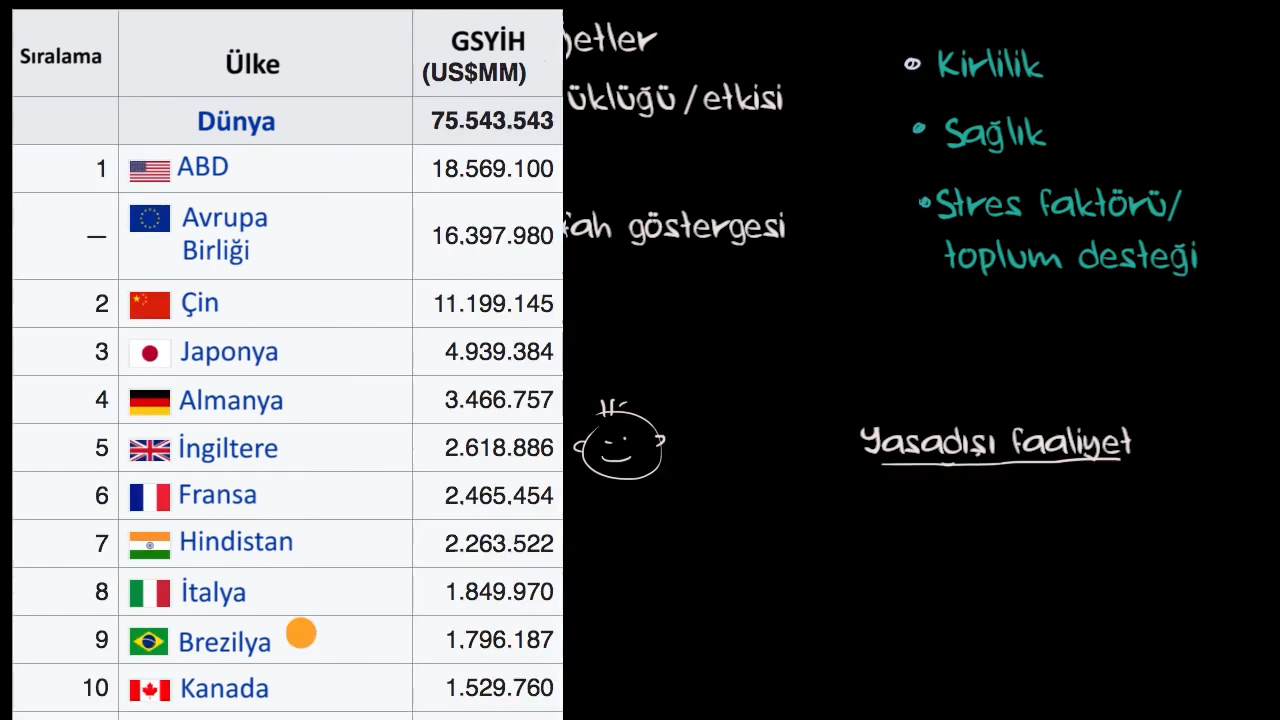 Sıralama Ülke GSYİH (US$MM)
Dünya 75.543.543
1 ABD 18.569.100
— Avrupa Birliği 16.397.980
2 Çin 11.199.145
3 Japonya 4.939.384
4 Almanya 3.466.757
5 İngiltere 2.618.886
6 Fransa 2.465.454
7 Hindistan 2.263.522
8 İtalya 1.849.970
9 Brezilya 1.796.187
10 Kanada 1.529.760
etler
üklüğü/etkisi
fah göstergesi
• Kirlilik
• Sağlık
• Stres faktörü/
toplum desteği
Yasadışı faaliyet